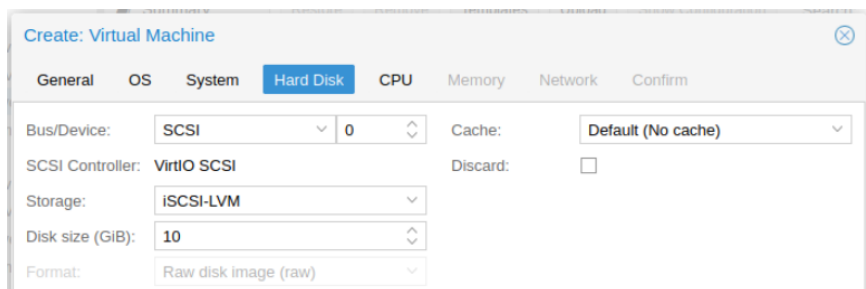 Create: Virtual Machine
General OS System Hard Disk CPU Memory Network Confirm
Bus/Device: SCSI 0 Cache: Default (No cache)
SCSI Controller: VirtIO SCSI Discard:
Storage: iSCSI-LVM
Disk size (GiB): 10
Format: Raw disk image (raw)